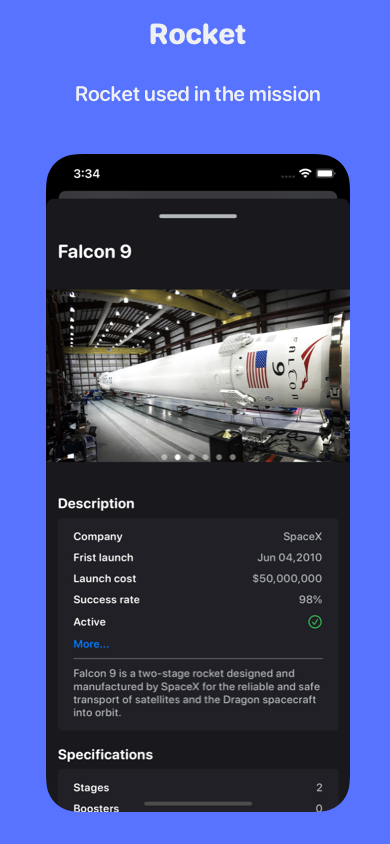 Rocket
Rocket used in the mission
3:34
Falcon 9
FALCON 9
Description
Company SpaceX
Frist launch Jun 04,2010
Launch cost $50,000,000
Success rate 98%
Active
More...
Falcon 9 is a two-stage rocket designed and
manufactured by SpaceX for the reliable and safe
transport of satellites and the Dragon spacecraft
into orbit.
Specifications
Stages 2
Boosters 0